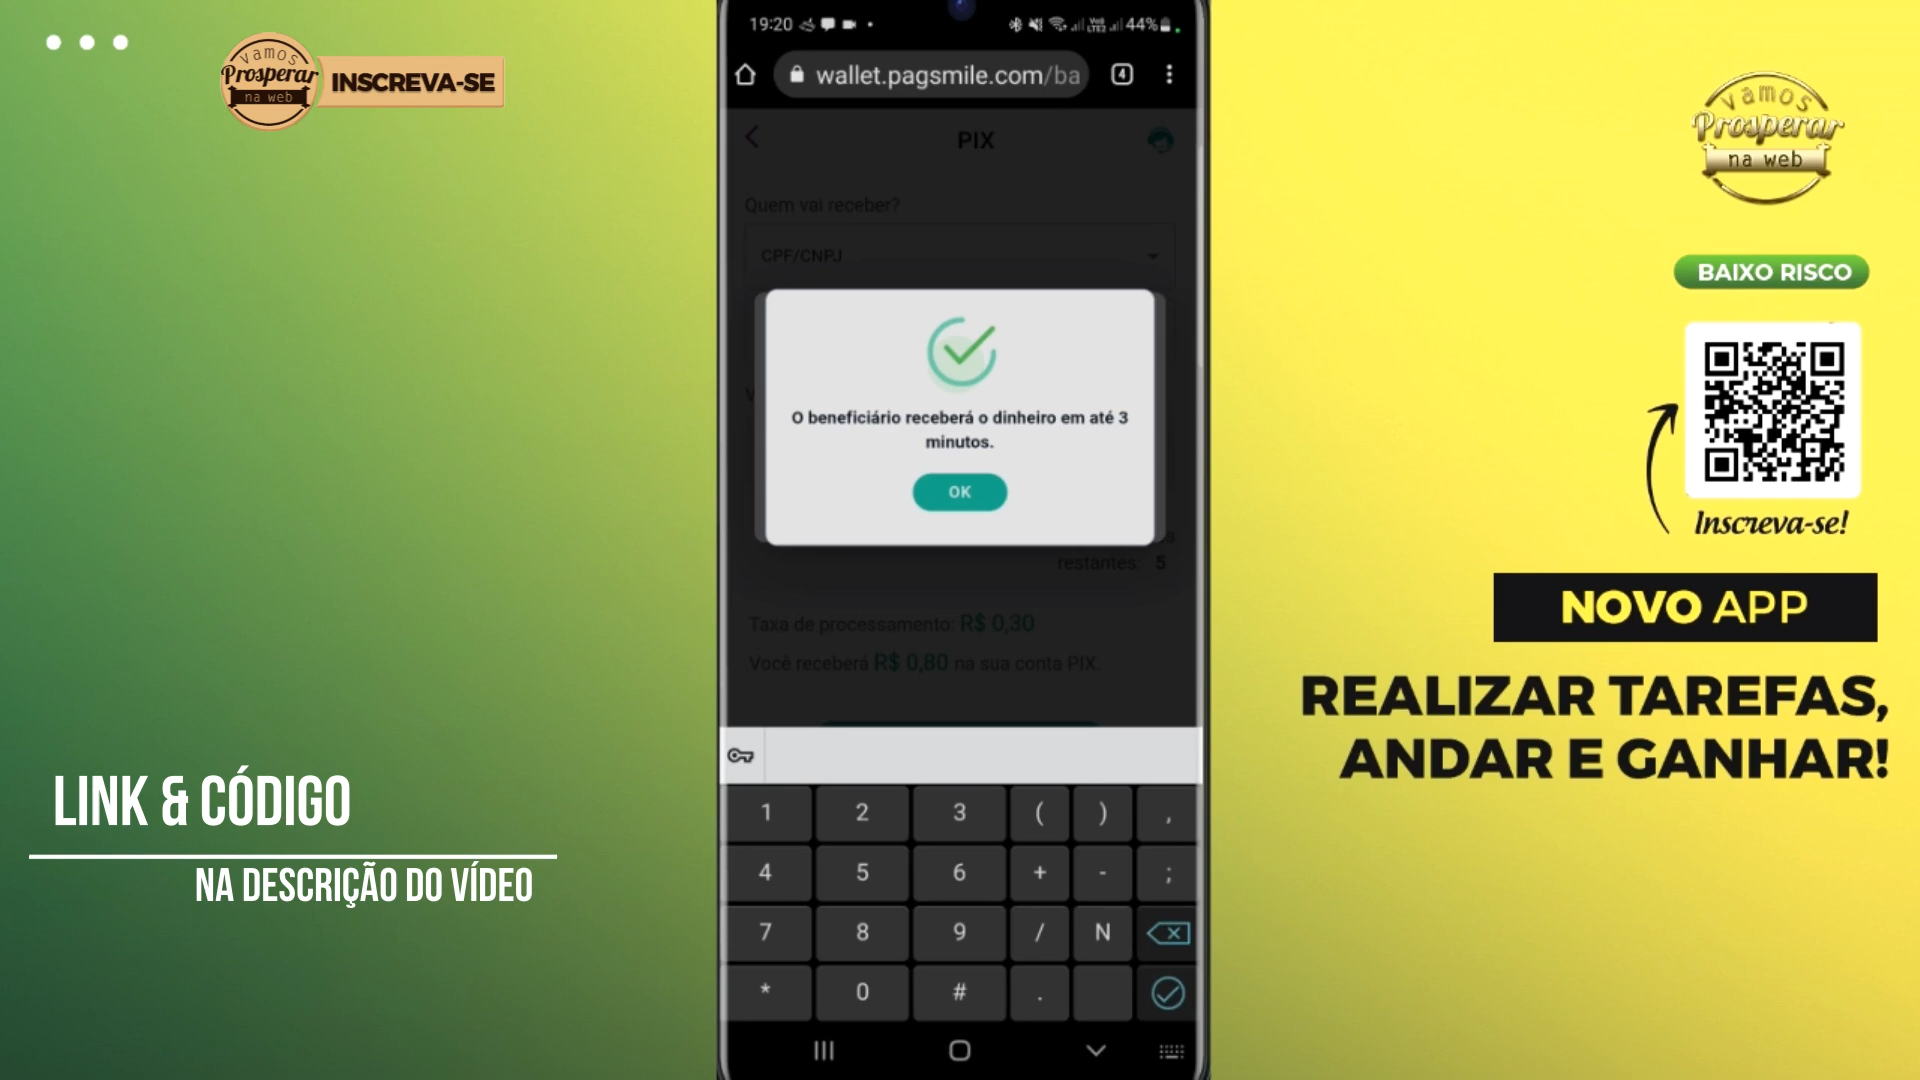 vamos
Prosperar
na web
INSCREVA-SE
LINK & CÓDIGO
NA DESCRIÇÃO DO VÍDEO
19:20
44%
wallet.pagsmile.com/ba
4
PIX
Quem vai receber?
CPF/CNPJ
O beneficiário receberá o dinheiro em até 3
minutos.
OK
restantes: 5
Taxa de processamento: R$ 0,30
Você receberá R$ 0,80 na sua conta PIX.
1 2 3 ( ) ,
4 5 6 + - ;
7 8 9 / N
* 0 # .
vamos
Prosperar
na web
BAIXO RISCO
Inscreva-se!
NOVO APP
REALIZAR TAREFAS,
ANDAR E GANHAR!